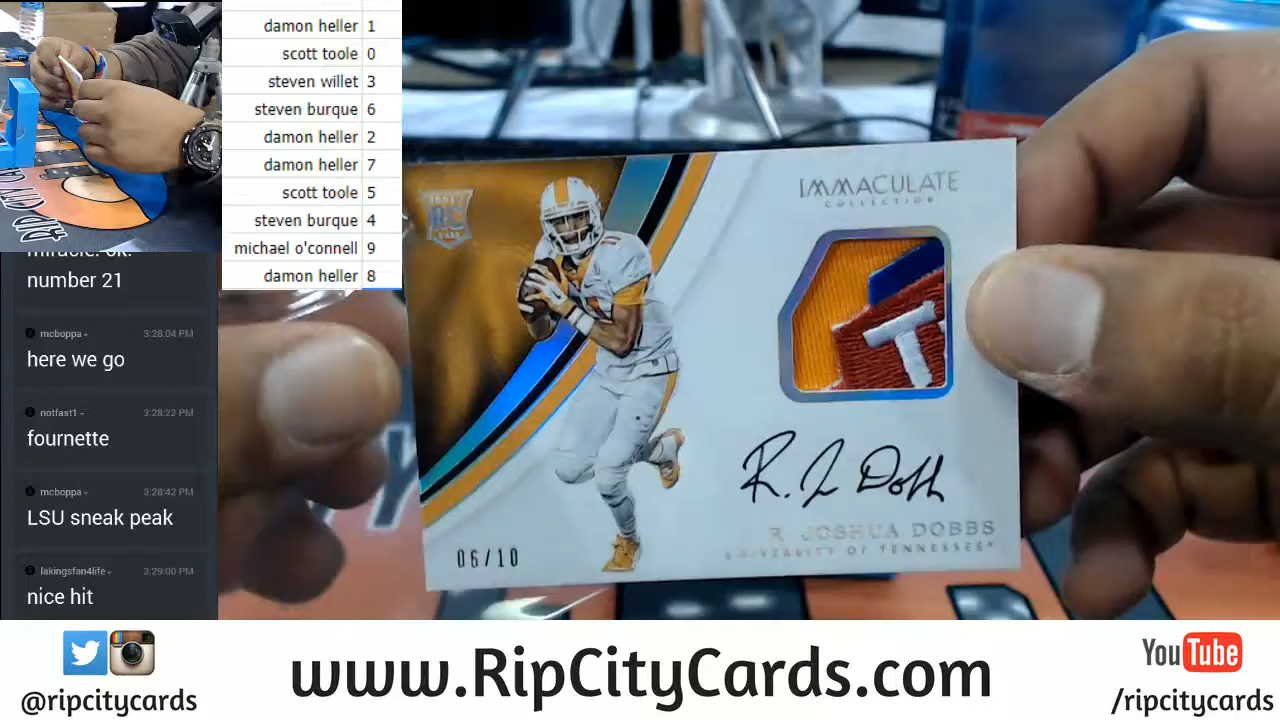 damon heller 1
scott toole 0
steven willet 3
steven burque 6
damon heller 2
damon heller 7
scott toole 5
steven burque 4
michael o'connell 9
damon heller 8
number 21
mcboppa 3:28:04 PM
here we go
notfast1 3:28:22 PM
fournette
mcboppa 3:28:42 PM
LSU sneak peak
lakingsfan4life 3:29:00 PM
nice hit
RC
IMMACULATE
COLLECTION
T
R. J Dobb
R. JOSHUA DOBBS
UNIVERSITY OF TENNESSEE
06/10
@ripcitycards
www.RipCityCards.com
YouTube
/ripcitycards